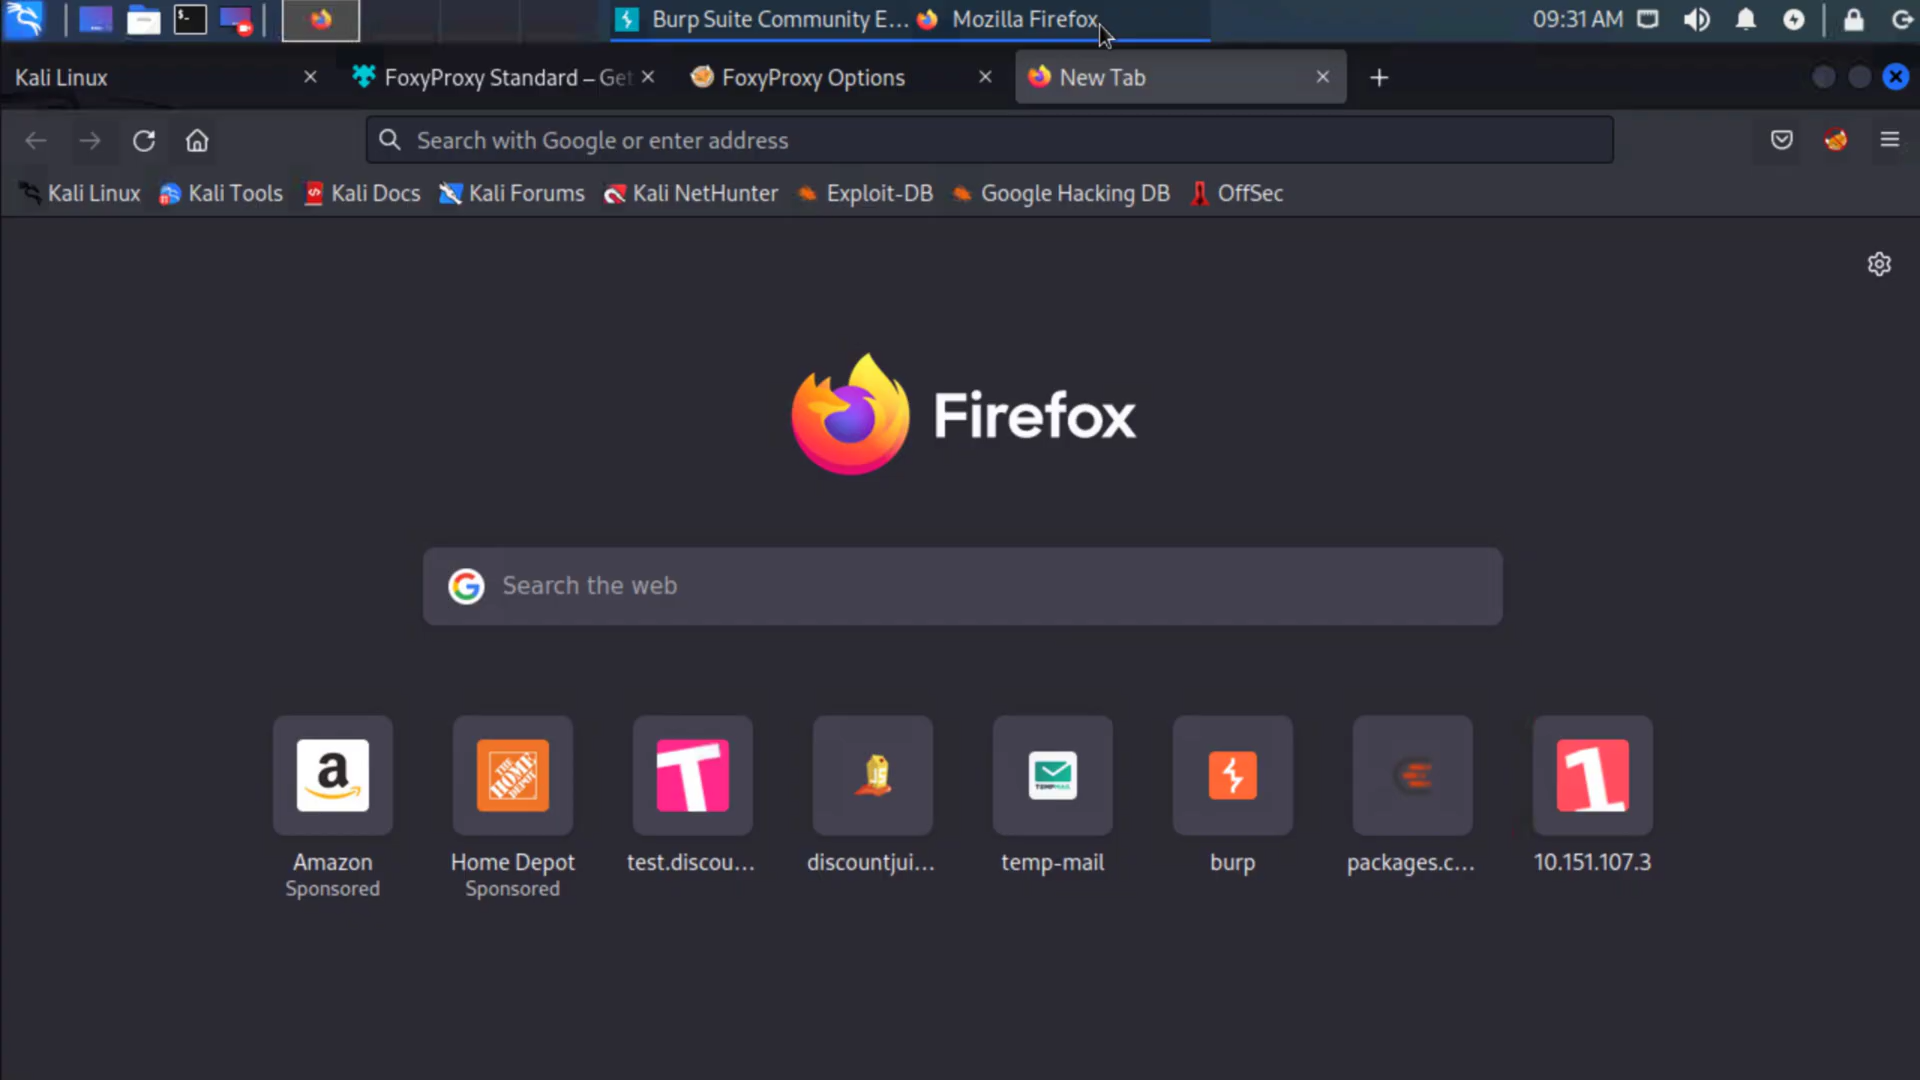 Burp Suite Community E... Mozilla Firefox 09:31 AM
Kali Linux FoxyProxy Standard – Get FoxyProxy Options New Tab
Search with Google or enter address
Kali Linux Kali Tools Kali Docs Kali Forums Kali NetHunter Exploit-DB Google Hacking DB OffSec
Firefox
Search the web
Amazon Home Depot test.discou... discountjui... temp-mail burp packages.c... 10.151.107.3
Sponsored Sponsored